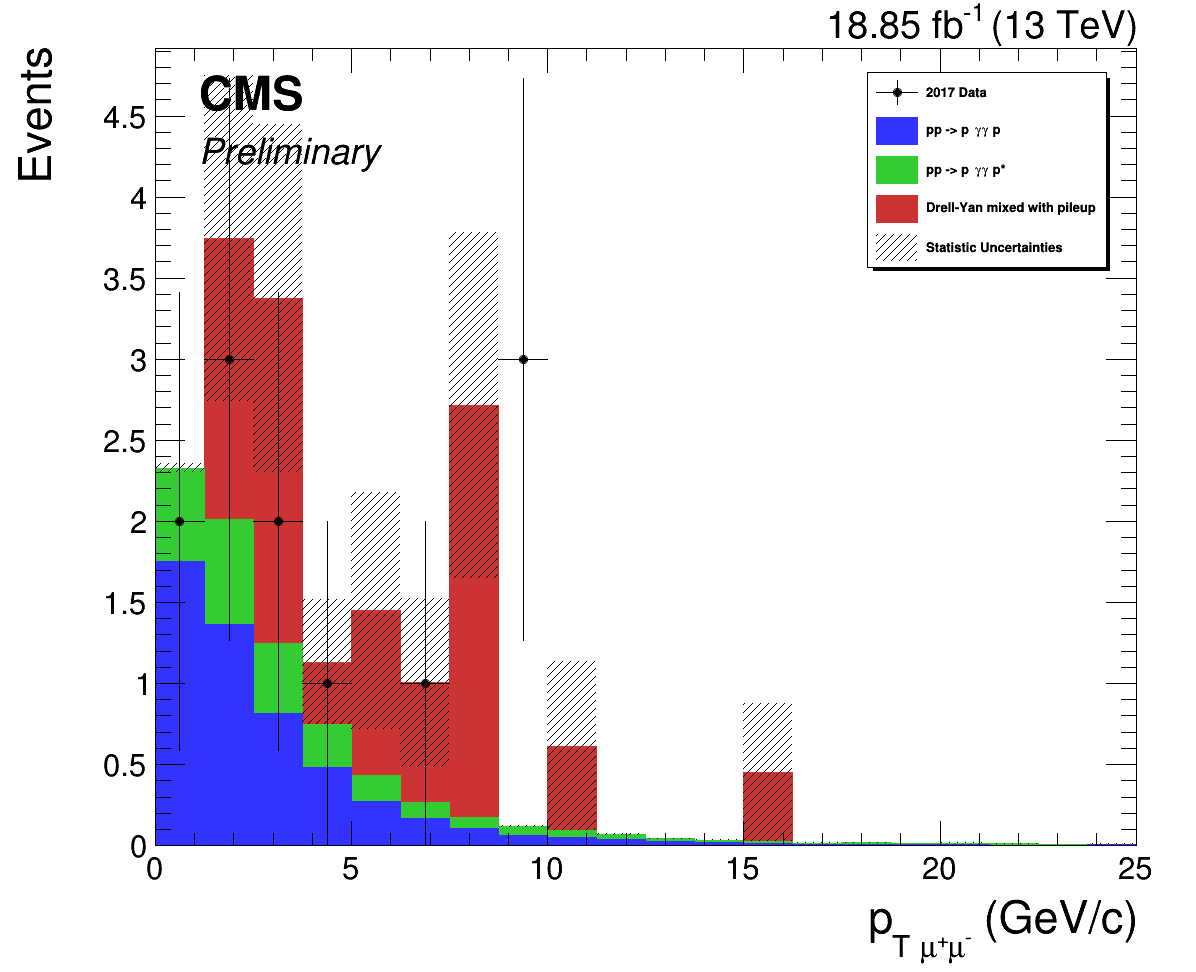 18.85 fb⁻¹ (13 TeV)
Events
CMS
Preliminary
2017 Data
pp -> p γγ p
pp -> p γγ p*
Drell-Yan mixed with pileup
Statistic Uncertainties
4.5
4
3.5
3
2.5
2
1.5
1
0.5
0
0 5 10 15 20 25
p_T μ⁺μ⁻ (GeV/c)